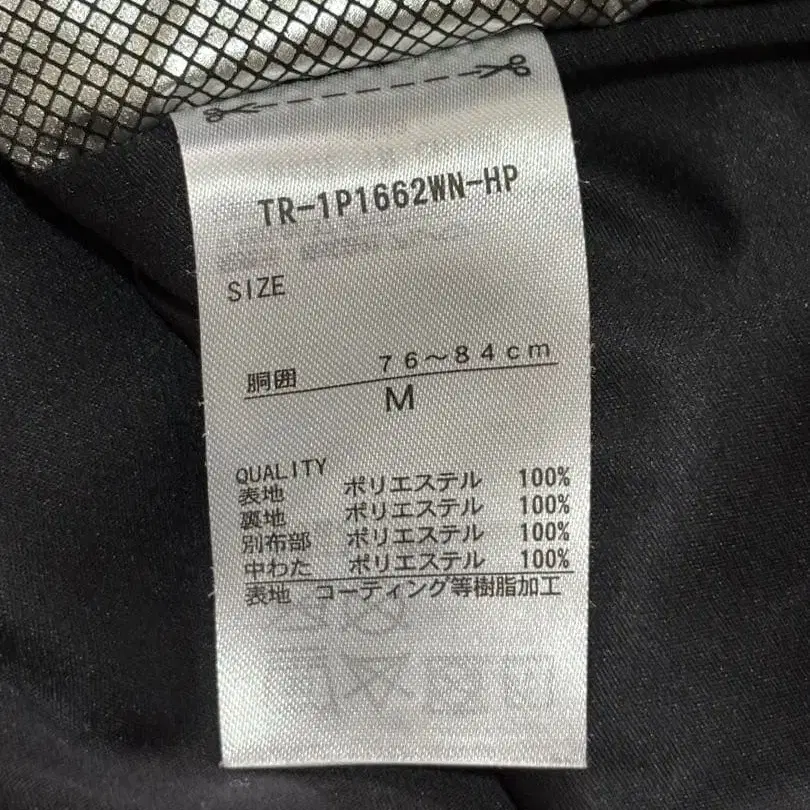 TR-1P1662WN-HP
SIZE
胴囲 76～84cm
M
QUALITY
表地 ポリエステル 100%
裏地 ポリエステル 100%
別布部 ポリエステル 100%
中わた ポリエステル 100%
表地 コーティング等樹脂加工